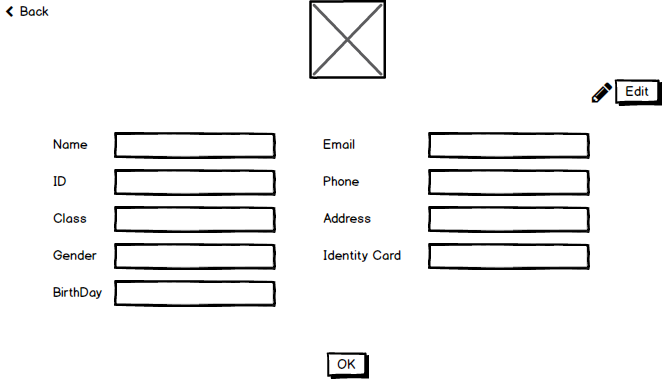 Back
Edit
Name
Email
ID
Phone
Class
Address
Gender
Identity Card
BirthDay
OK